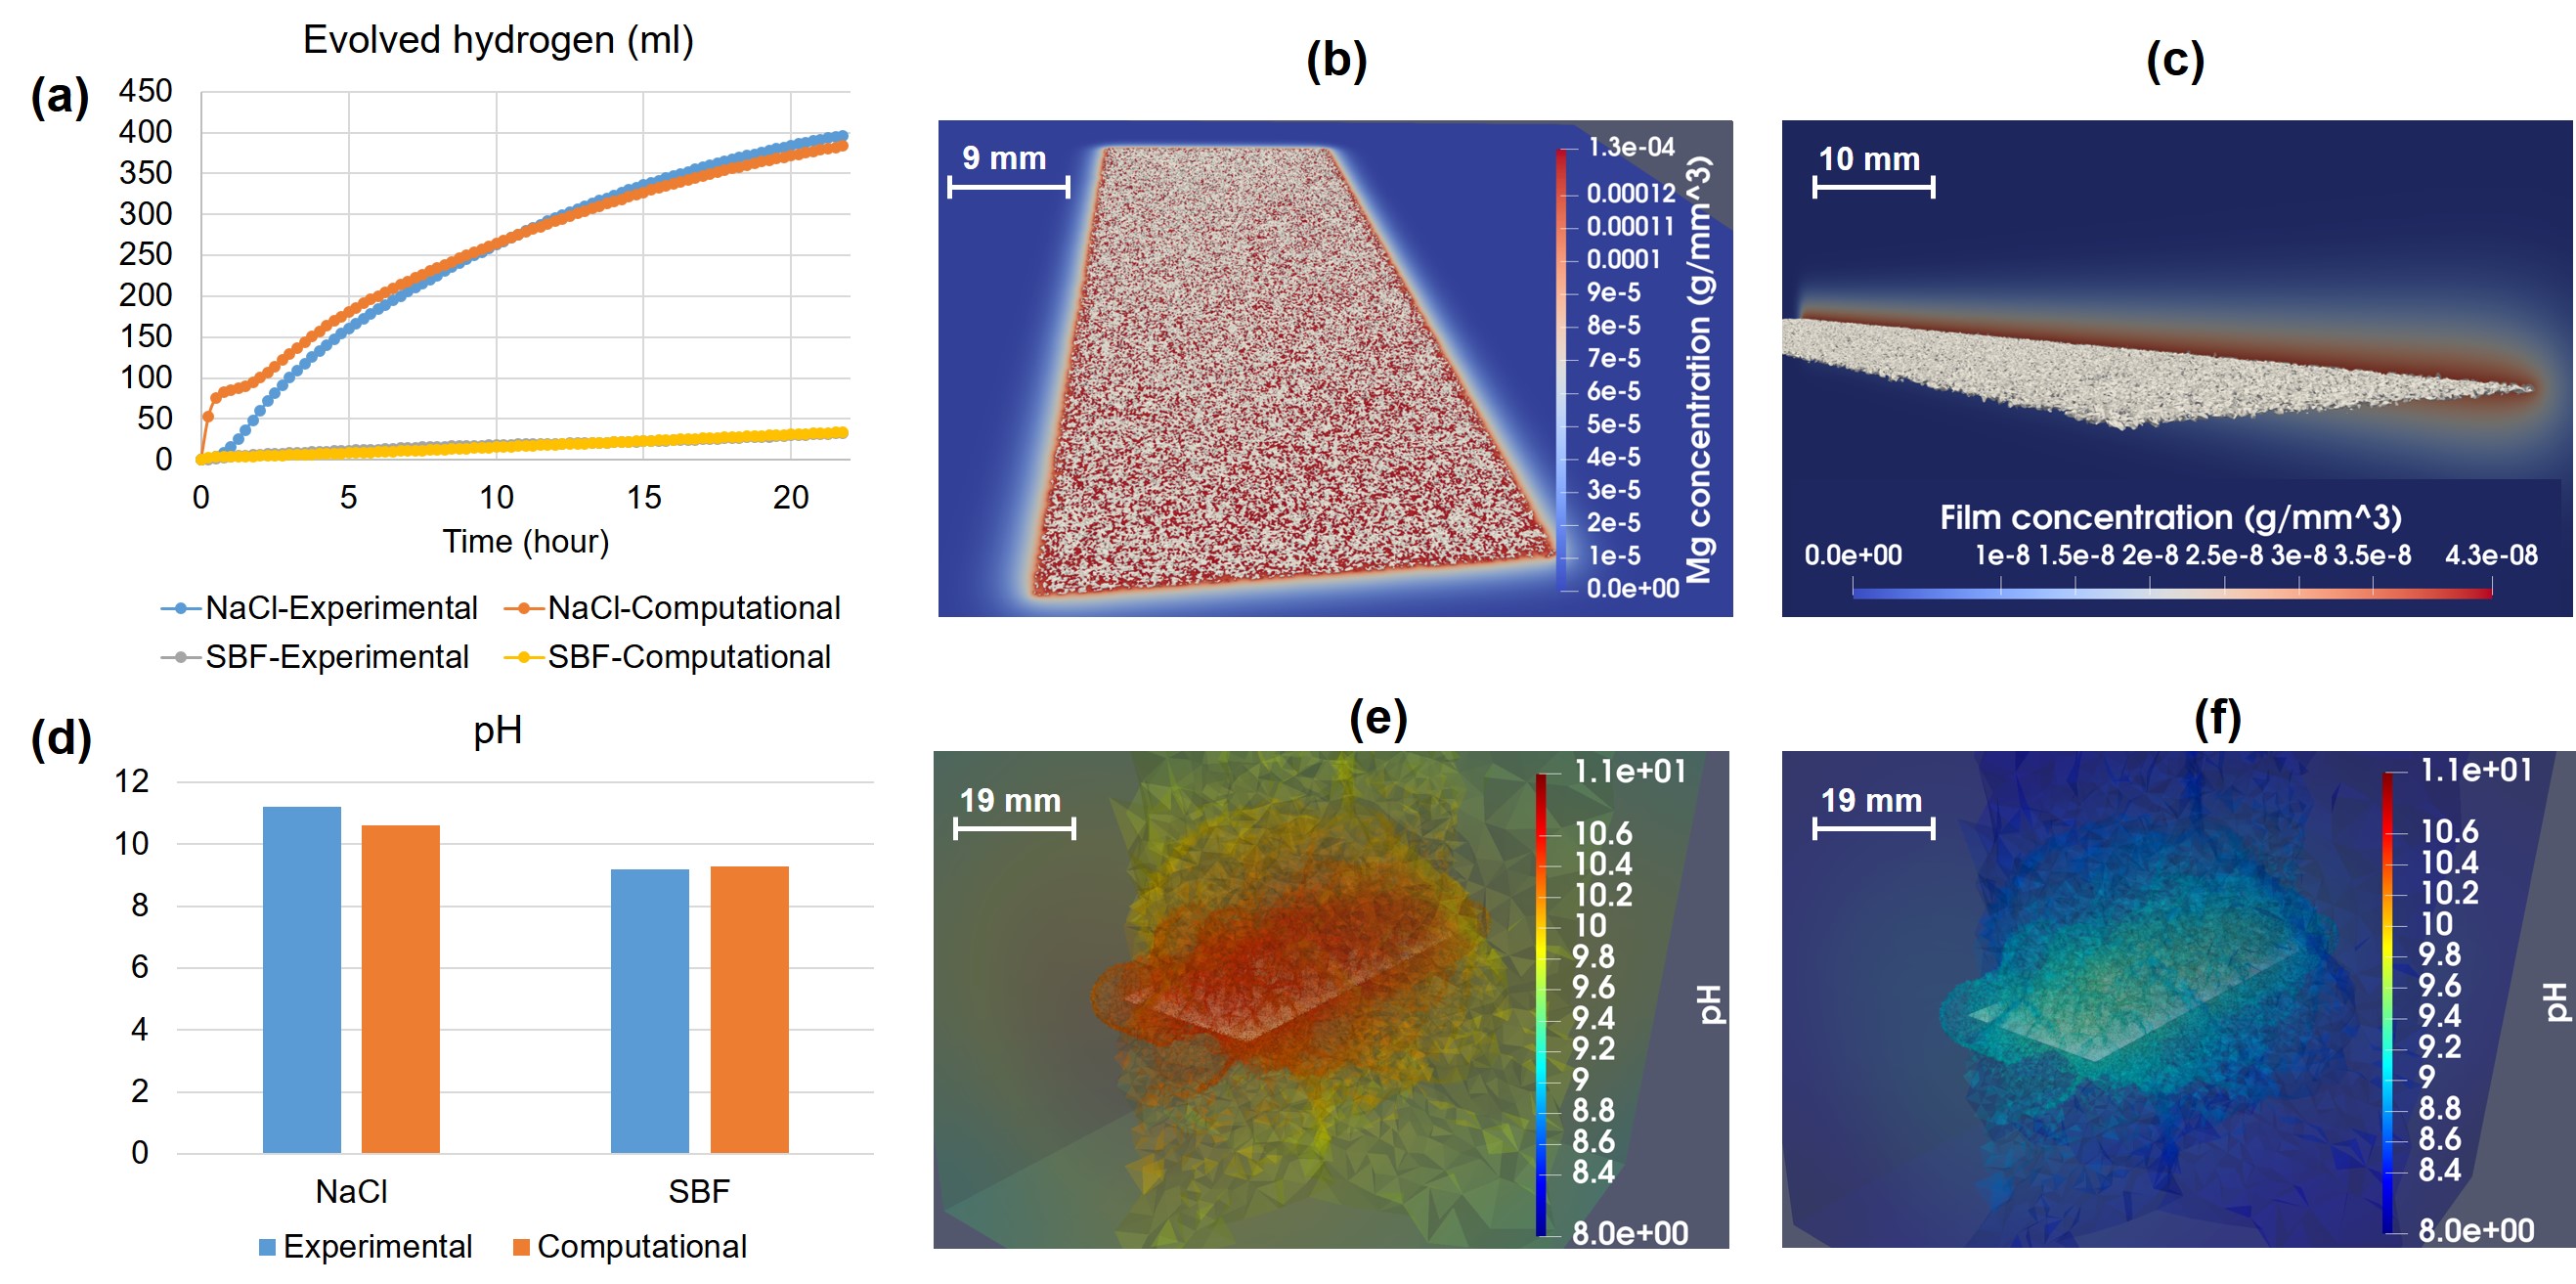 (a)
Evolved hydrogen (ml)
450
400
350
300
250
200
150
100
50
0
0 5 10 15 20
Time (hour)
NaCl-Experimental NaCl-Computational
SBF-Experimental SBF-Computational
(b)
9 mm
1.3e-04
0.00012
0.00011
0.0001
9e-5
8e-5
7e-5
6e-5
5e-5
4e-5
3e-5
2e-5
1e-5
0.0e+00
Mg concentration (g/mm^3)
(c)
10 mm
Film concentration (g/mm^3)
0.0e+00 1e-8 1.5e-8 2e-8 2.5e-8 3e-8 3.5e-8 4.3e-08
(d)
pH
12
10
8
6
4
2
0
NaCl SBF
Experimental Computational
(e)
19 mm
1.1e+01
10.6
10.4
10.2
10
9.8
9.6
9.4
9.2
9
8.8
8.6
8.4
8.0e+00
pH
(f)
19 mm
1.1e+01
10.6
10.4
10.2
10
9.8
9.6
9.4
9.2
9
8.8
8.6
8.4
8.0e+00
pH